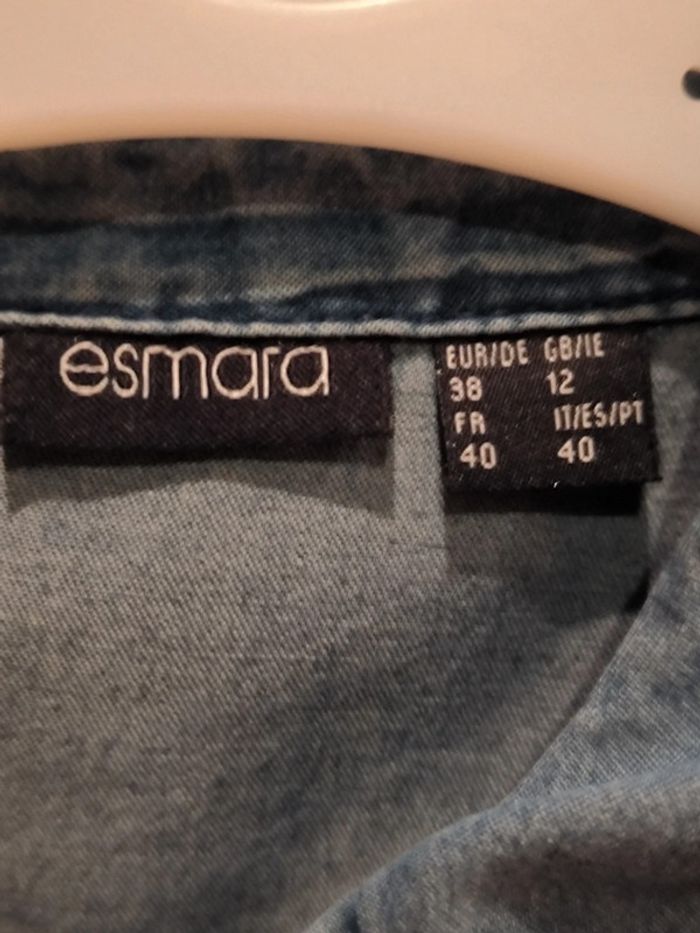 esmara
EUR/DE GB/IE
38 12
FR IT/ES/PT
40 40